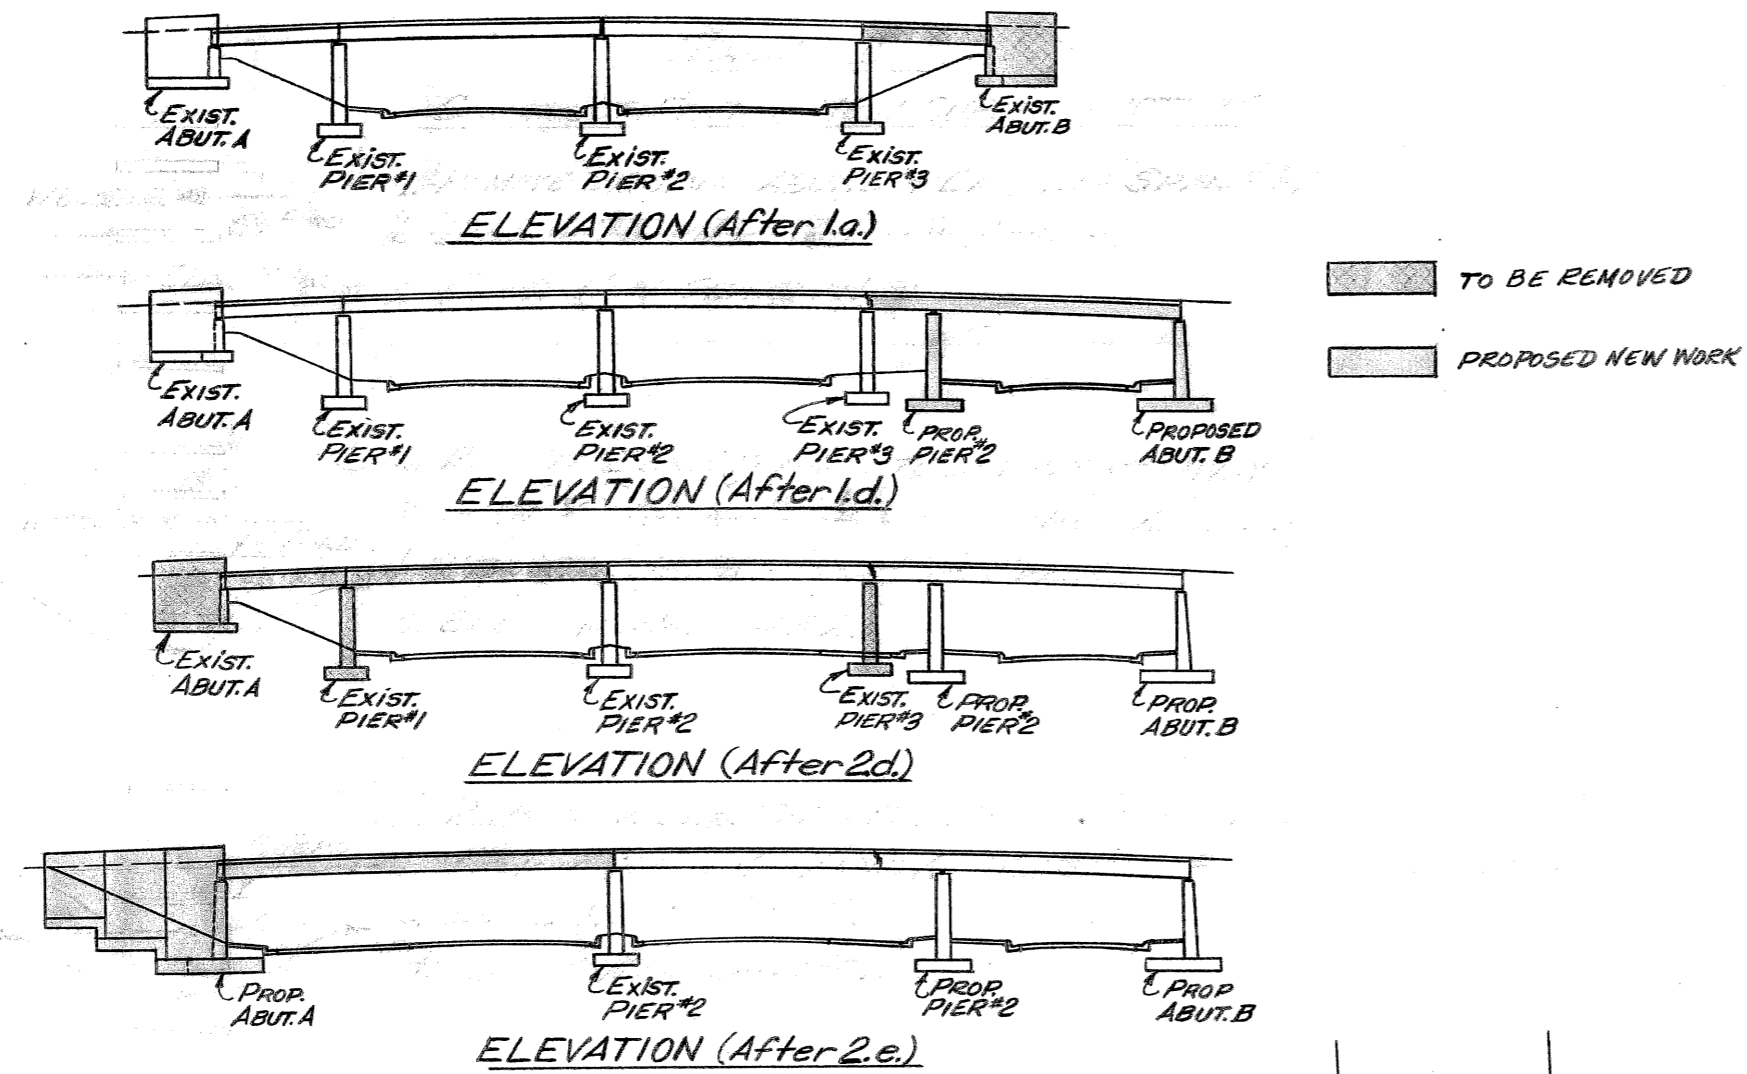 EXIST.
ABUT. A
EXIST.
PIER #1
EXIST.
PIER #2
EXIST.
PIER #3
EXIST.
ABUT. B
ELEVATION (After 1.a.)
TO BE REMOVED
PROPOSED NEW WORK
EXIST.
ABUT. A
EXIST.
PIER #1
EXIST.
PIER #2
EXIST.
PIER #3
PROP.
PIER #2
PROPOSED
ABUT. B
ELEVATION (After 1.d.)
EXIST.
ABUT. A
EXIST.
PIER #1
EXIST.
PIER #2
EXIST.
PIER #3
PROP.
PIER #2
PROP.
ABUT. B
ELEVATION (After 2.d.)
PROP.
ABUT. A
EXIST.
PIER #2
PROP.
PIER #2
PROP
ABUT. B
ELEVATION (After 2.e.)